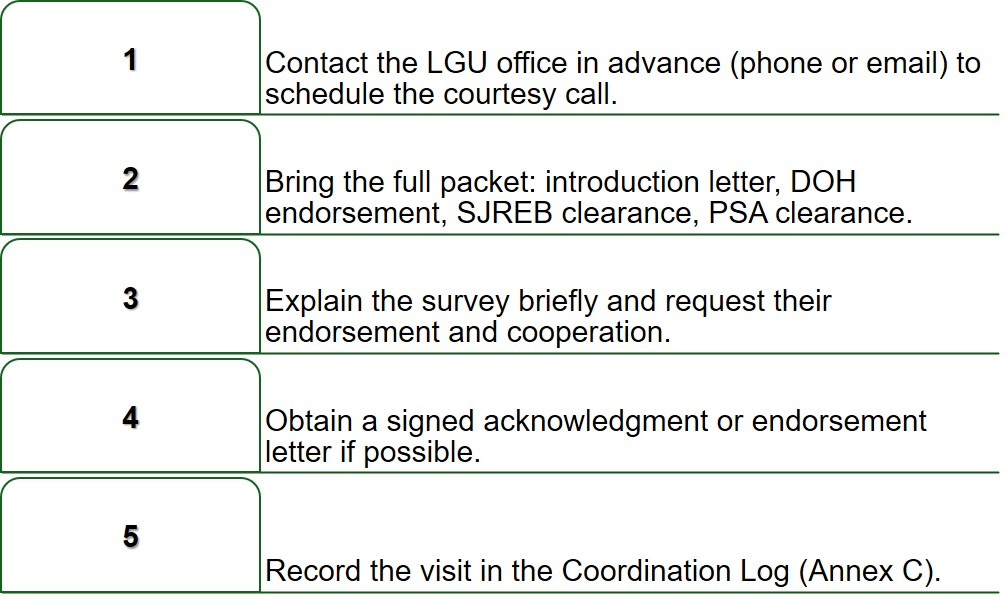 1
Contact the LGU office in advance (phone or email) to
schedule the courtesy call.
2
Bring the full packet: introduction letter, DOH
endorsement, SJREB clearance, PSA clearance.
3
Explain the survey briefly and request their
endorsement and cooperation.
4
Obtain a signed acknowledgment or endorsement
letter if possible.
5
Record the visit in the Coordination Log (Annex C).